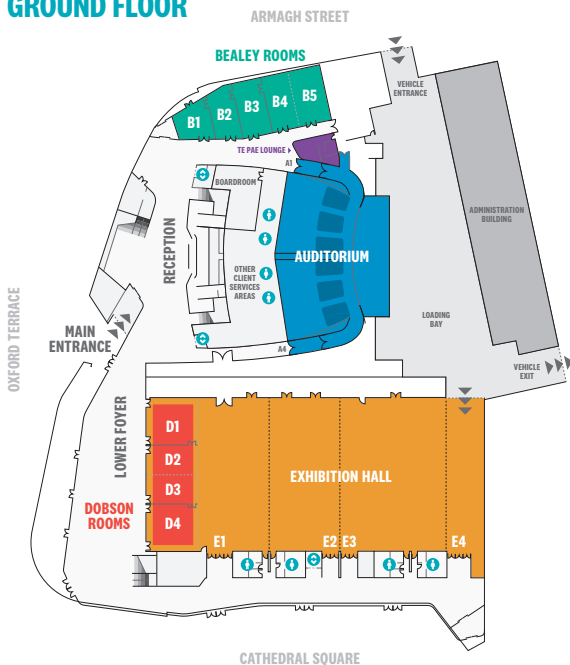 GROUND FLOOR
ARMAGH STREET
BEALEY ROOMS
VEHICLE
ENTRANCE
B1
B2
B3
B4
B5
TE PAE LOUNGE
A1
BOARDROOM
ADMINISTRATION
BUILDING
RECEPTION
AUDITORIUM
OTHER
CLIENT
SERVICES
AREAS
OXFORD TERRACE
MAIN
ENTRANCE
LOADING
BAY
A4
VEHICLE
EXIT
LOWER FOYER
D1
D2
D3
D4
DOBSON
ROOMS
EXHIBITION HALL
E1
E2
E3
E4
CATHEDRAL SQUARE